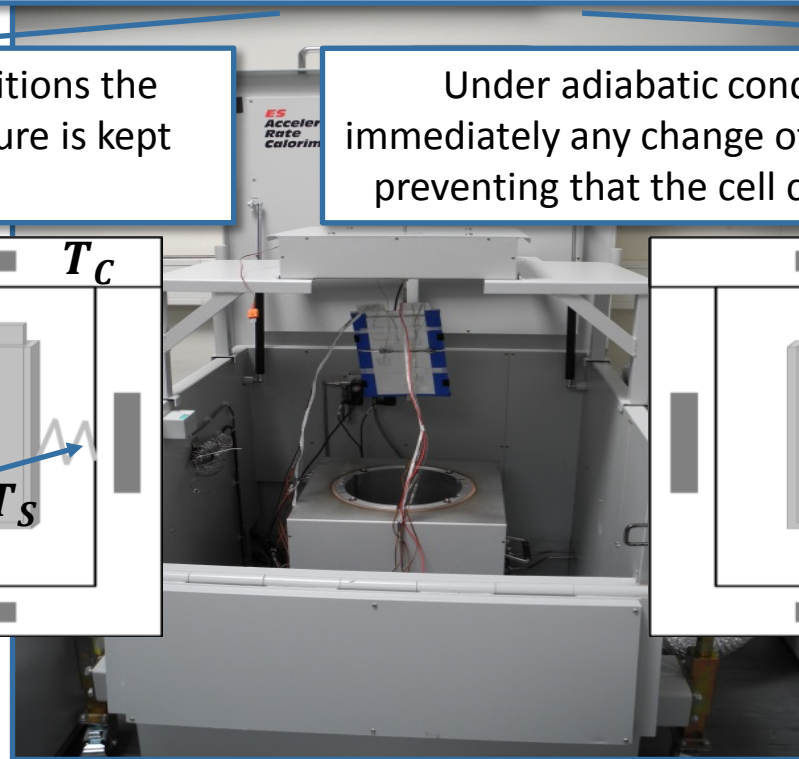 itions the
ure is kept
Under adiabatic cond
immediately any change of
preventing that the cell c
ES
Acceler
Rate
Calorim
T_C
T_S